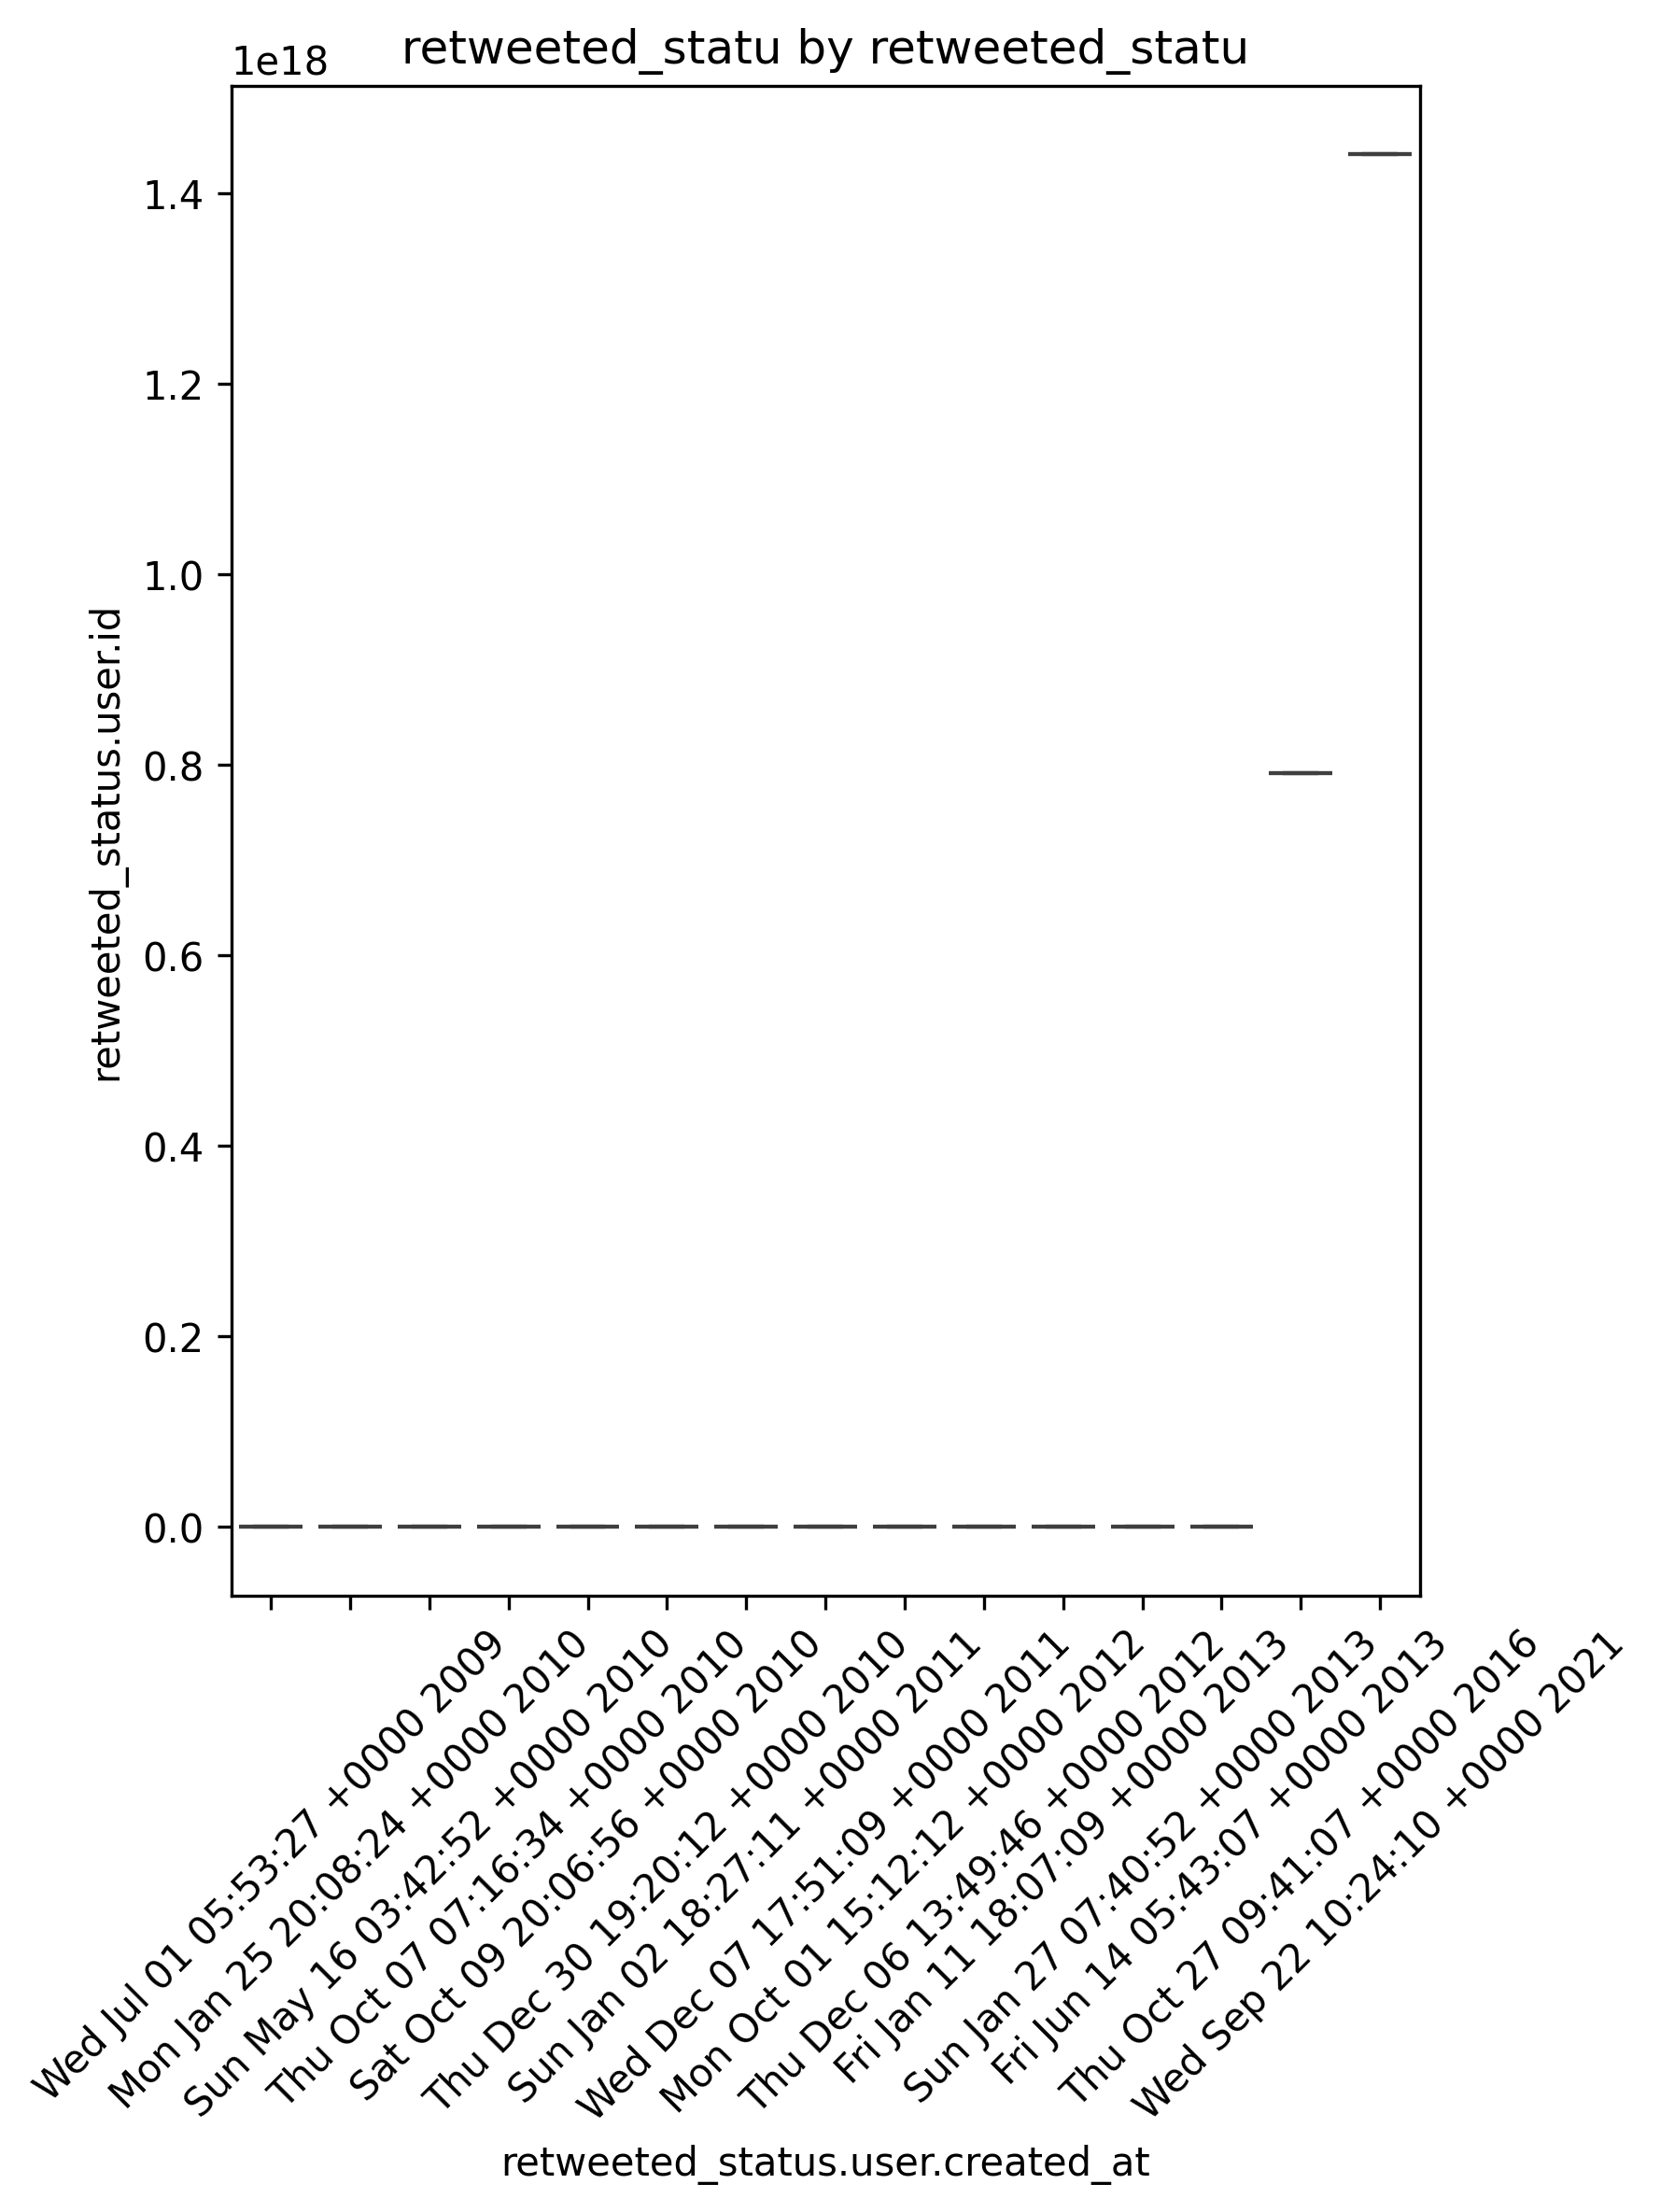 retweeted_statu by retweeted_statu
1e18
1.4
1.2
1.0
0.8
0.6
0.4
0.2
0.0
retweeted_status.user.id
Wed Jul 01 05:53:27 +0000 2009
Mon Jan 25 20:08:24 +0000 2010
Sun May 16 03:42:52 +0000 2010
Thu Oct 07 07:16:34 +0000 2010
Sat Oct 09 20:06:56 +0000 2010
Thu Dec 30 19:20:12 +0000 2010
Sun Jan 02 18:27:11 +0000 2011
Wed Dec 07 17:51:09 +0000 2011
Mon Oct 01 15:12:12 +0000 2012
Thu Dec 06 13:49:46 +0000 2012
Fri Jan 11 18:07:09 +0000 2013
Sun Jan 27 07:40:52 +0000 2013
Fri Jun 14 05:43:07 +0000 2013
Thu Oct 27 09:41:07 +0000 2016
Wed Sep 22 10:24:10 +0000 2021
retweeted_status.user.created_at